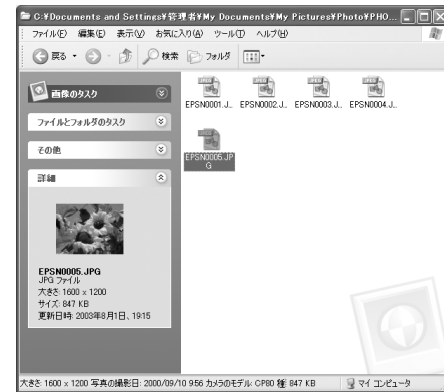 C:¥Documents and Settings¥管理者¥My Documents¥My Pictures¥Photo¥PHO...
ファイル(F) 編集(E) 表示(V) お気に入り(A) ツール(T) ヘルプ(H)
戻る 検索 フォルダ
画像のタスク
ファイルとフォルダのタスク
その他
詳細
EPSN0005.JPG
JPG ファイル
大きさ: 1600 x 1200
サイズ: 847 KB
更新日時: 2003年8月1日、19:15
EPSN0001.J... EPSN0002.J... EPSN0003.J... EPSN0004.J...
EPSN0005.JP
G
大きさ: 1600 x 1200 写真の撮影日: 2000/09/10 9:56 カメラのモデル: CP80 種 847 KB マイ コンピュータ